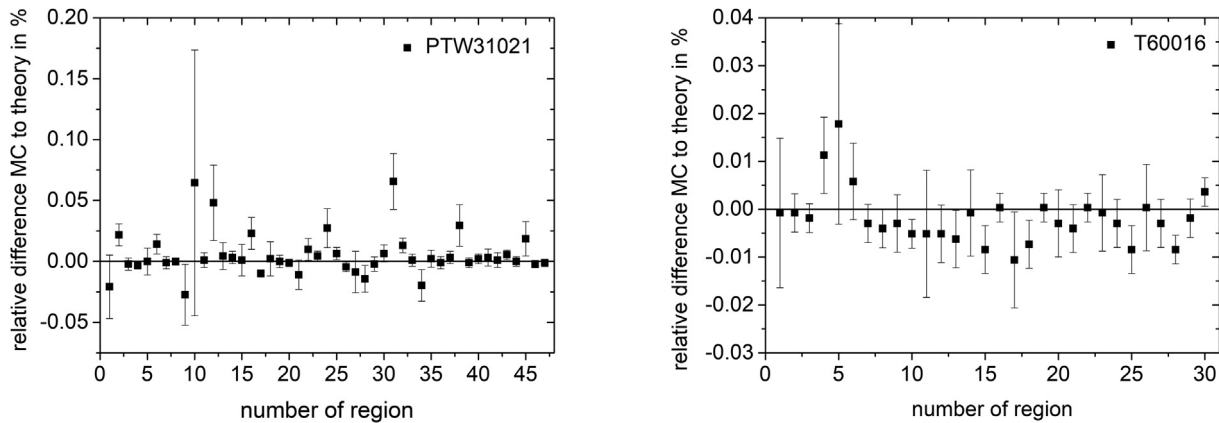 relative difference MC to theory in %
0.20
0.15
0.10
0.05
0.00
-0.05
PTW31021
0 5 10 15 20 25 30 35 40 45
number of region
relative difference MC to theory in %
0.04
0.03
0.02
0.01
0.00
-0.01
-0.02
-0.03
T60016
0 5 10 15 20 25 30
number of region